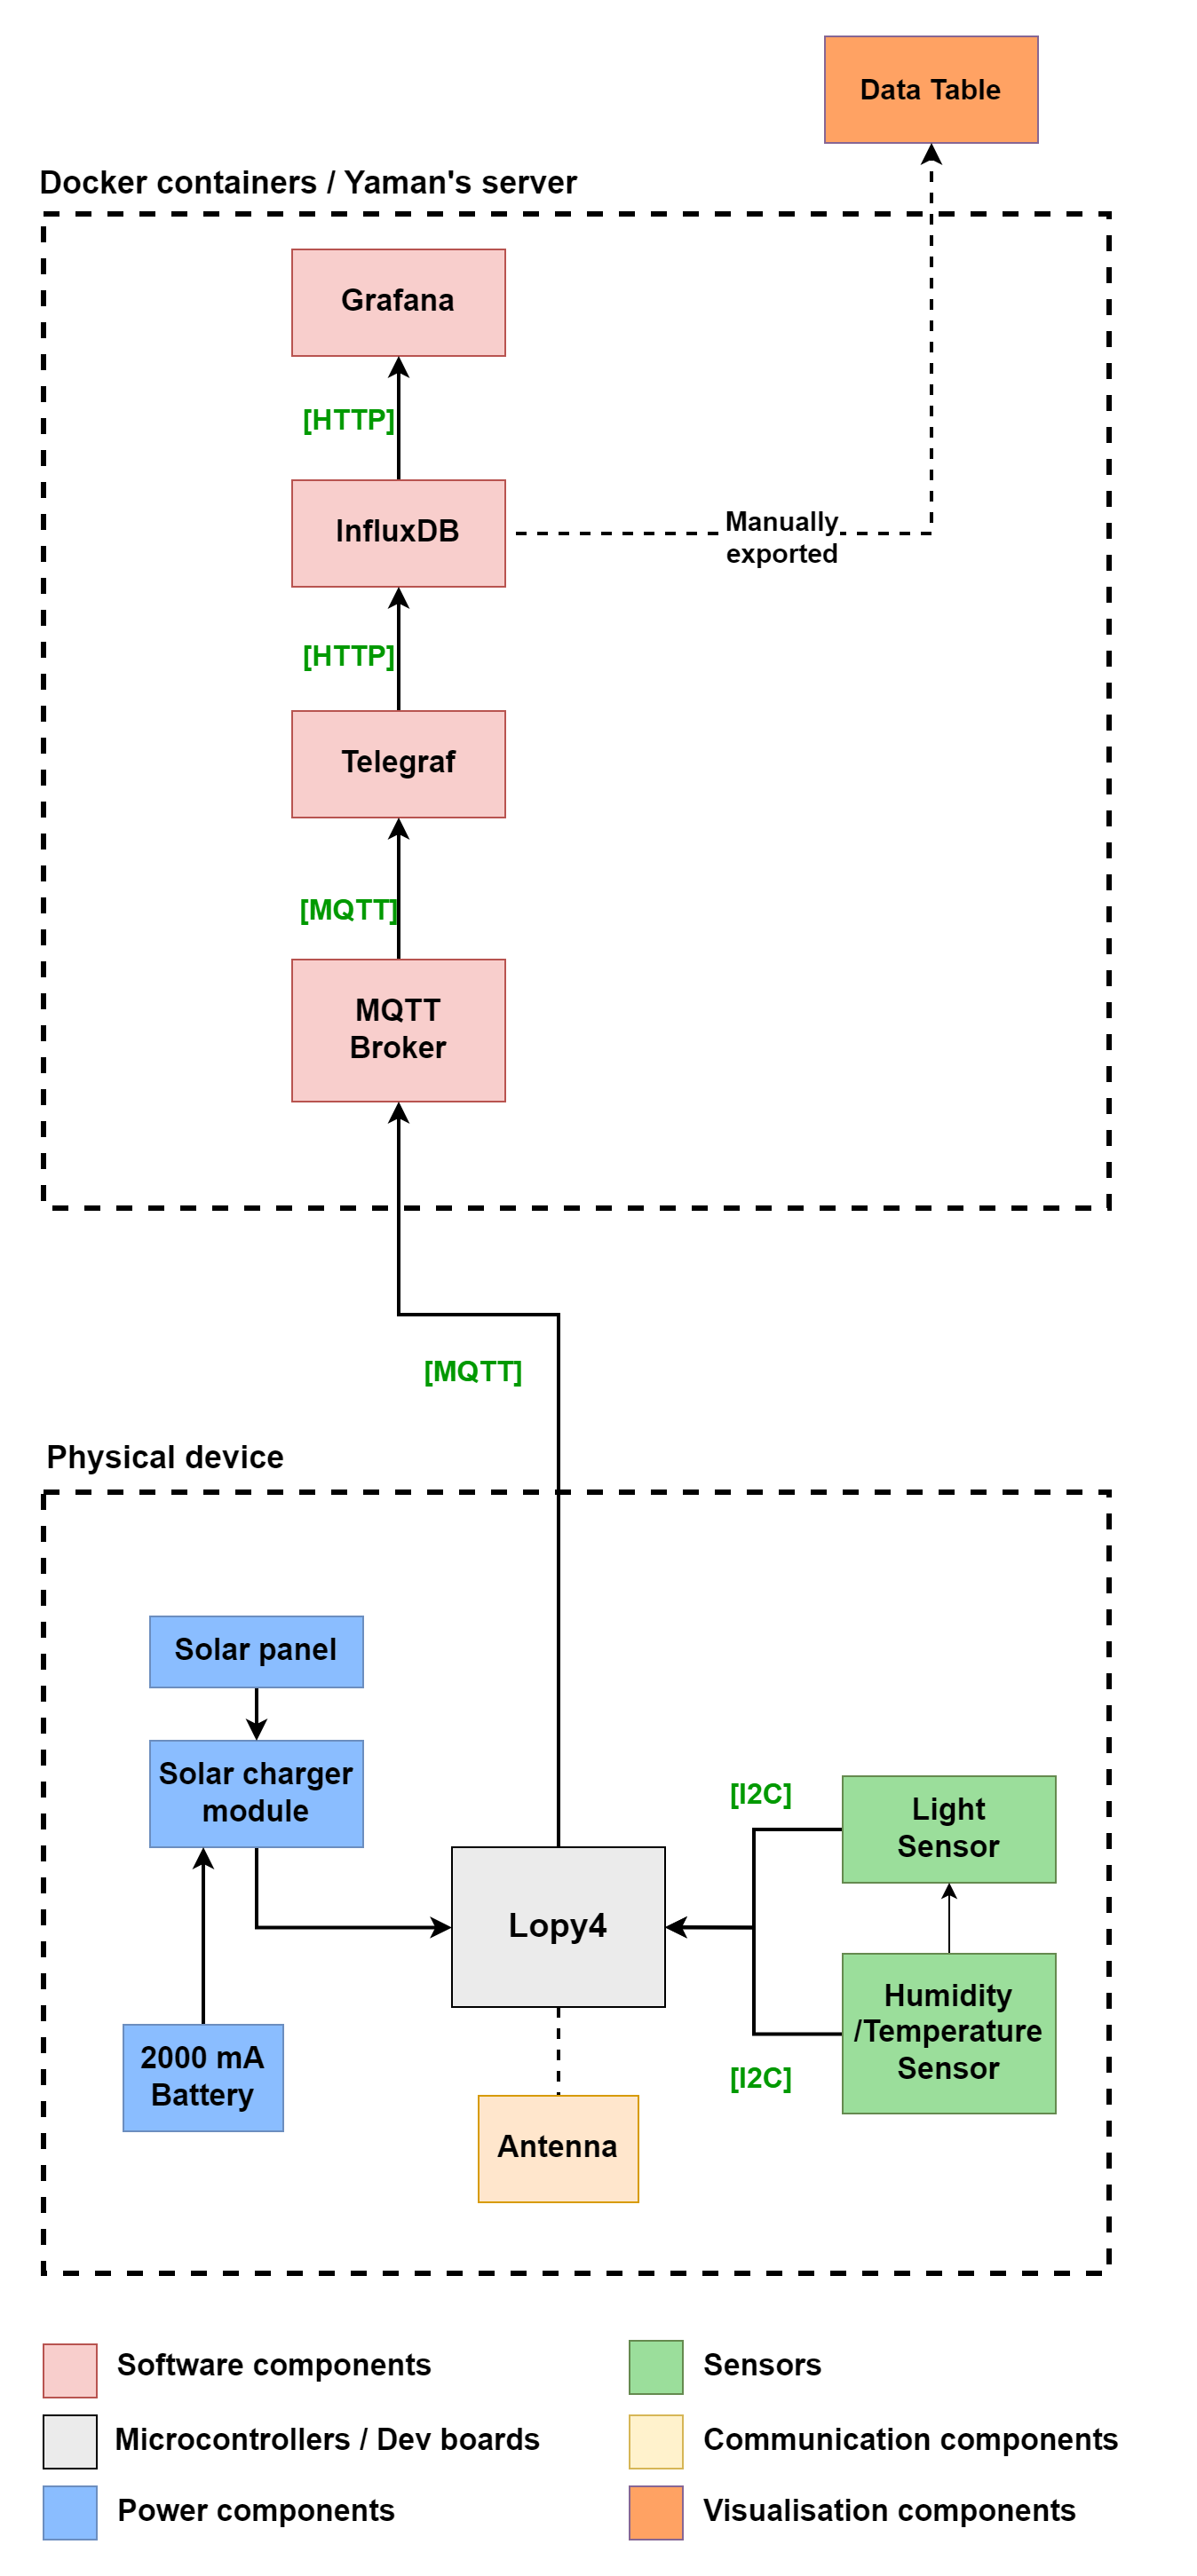 Data Table
Docker containers / Yaman's server
Grafana
[HTTP]
InfluxDB
Manually
exported
[HTTP]
Telegraf
[MQTT]
MQTT
Broker
[MQTT]
Physical device
Solar panel
Solar charger
module
[I2C]
Light
Sensor
Lopy4
Humidity
/Temperature
Sensor
[I2C]
2000 mA
Battery
Antenna
Software components
Sensors
Microcontrollers / Dev boards
Communication components
Power components
Visualisation components